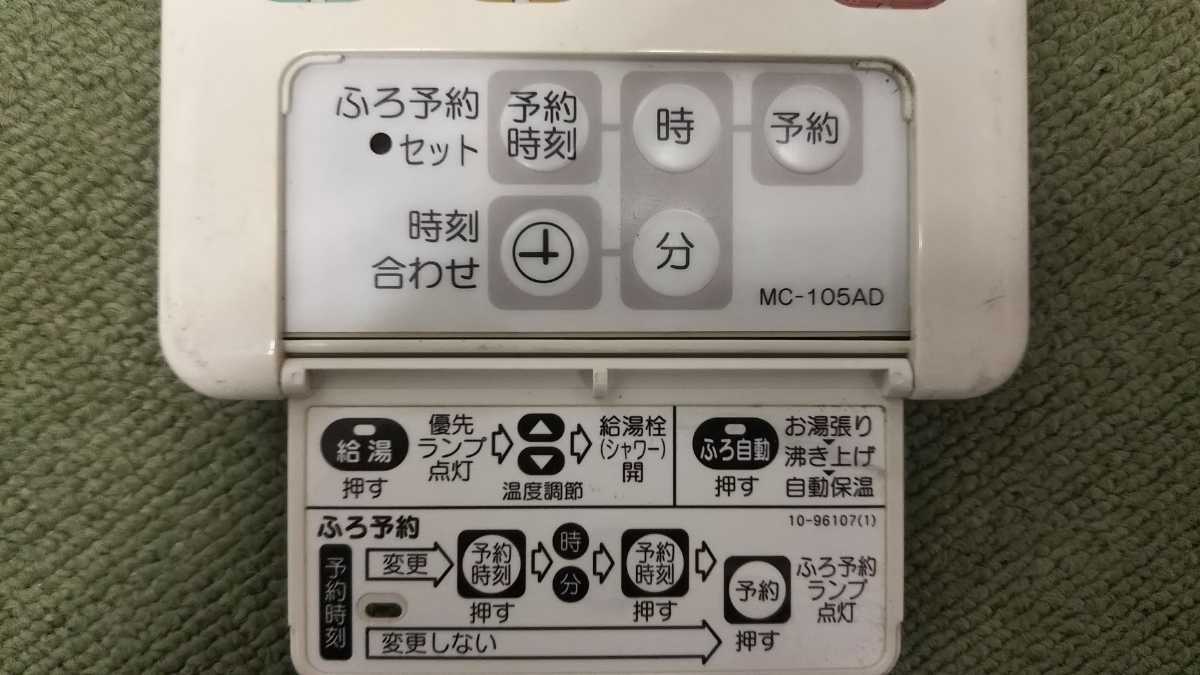 ふろ予約
●セット
予約
時刻
時
予約
時刻
合わせ
分
MC-105AD
給湯
押す
優先
ランプ
点灯
温度調節
給湯栓
(シャワー)
開
ふろ自動
押す
お湯張り
沸き上げ
自動保温
ふろ予約
10-96107(1)
予約時刻
変更
予約
時刻
押す
時
分
予約
時刻
押す
予約
押す
ふろ予約
ランプ
点灯
変更しない